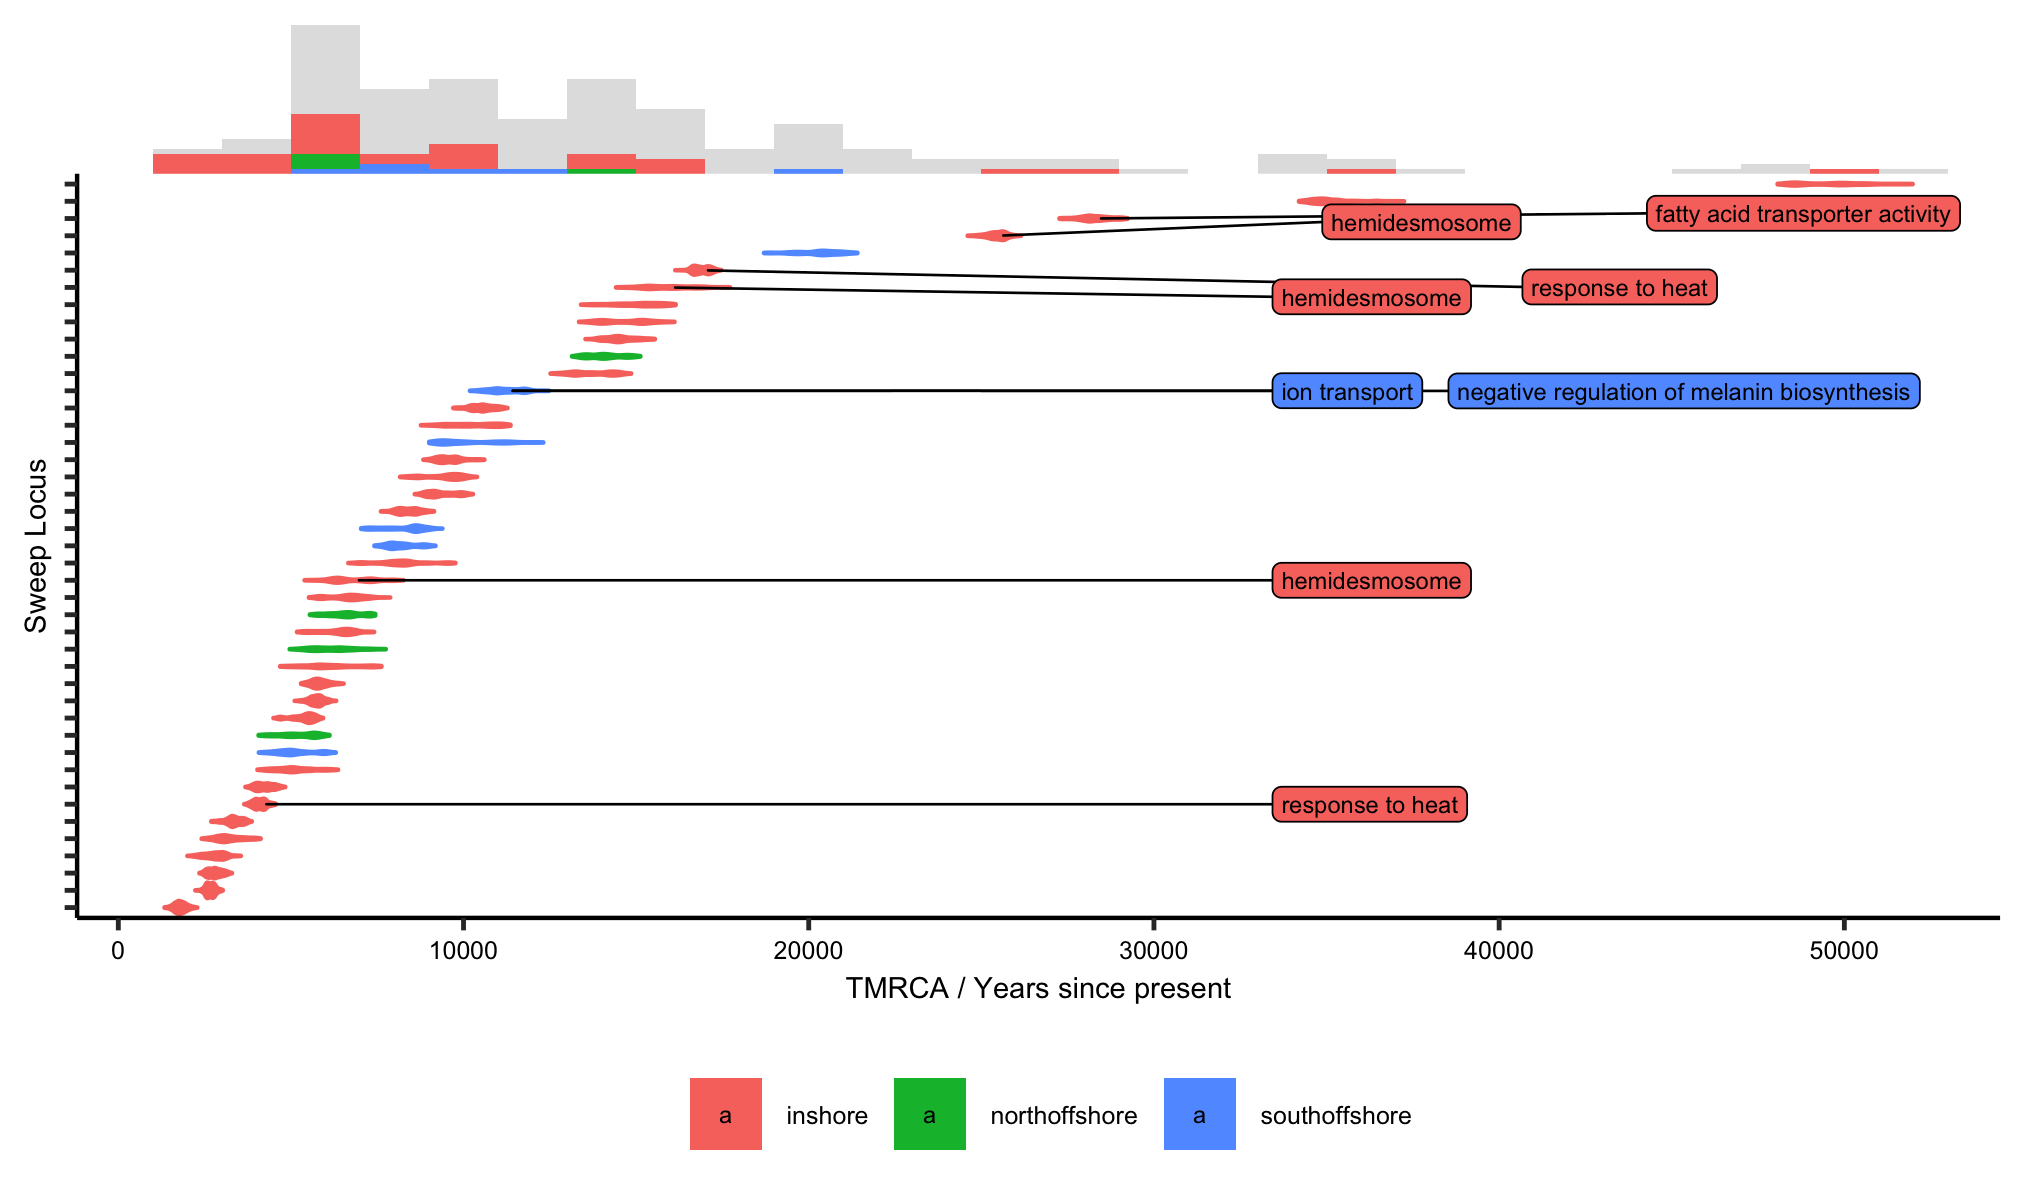 fatty acid transporter activity
hemidesmosome
response to heat
hemidesmosome
ion transport
negative regulation of melanin biosynthesis
hemidesmosome
response to heat
Sweep Locus
0
10000
20000
30000
40000
50000
TMRCA / Years since present
a inshore a northoffshore a southoffshore